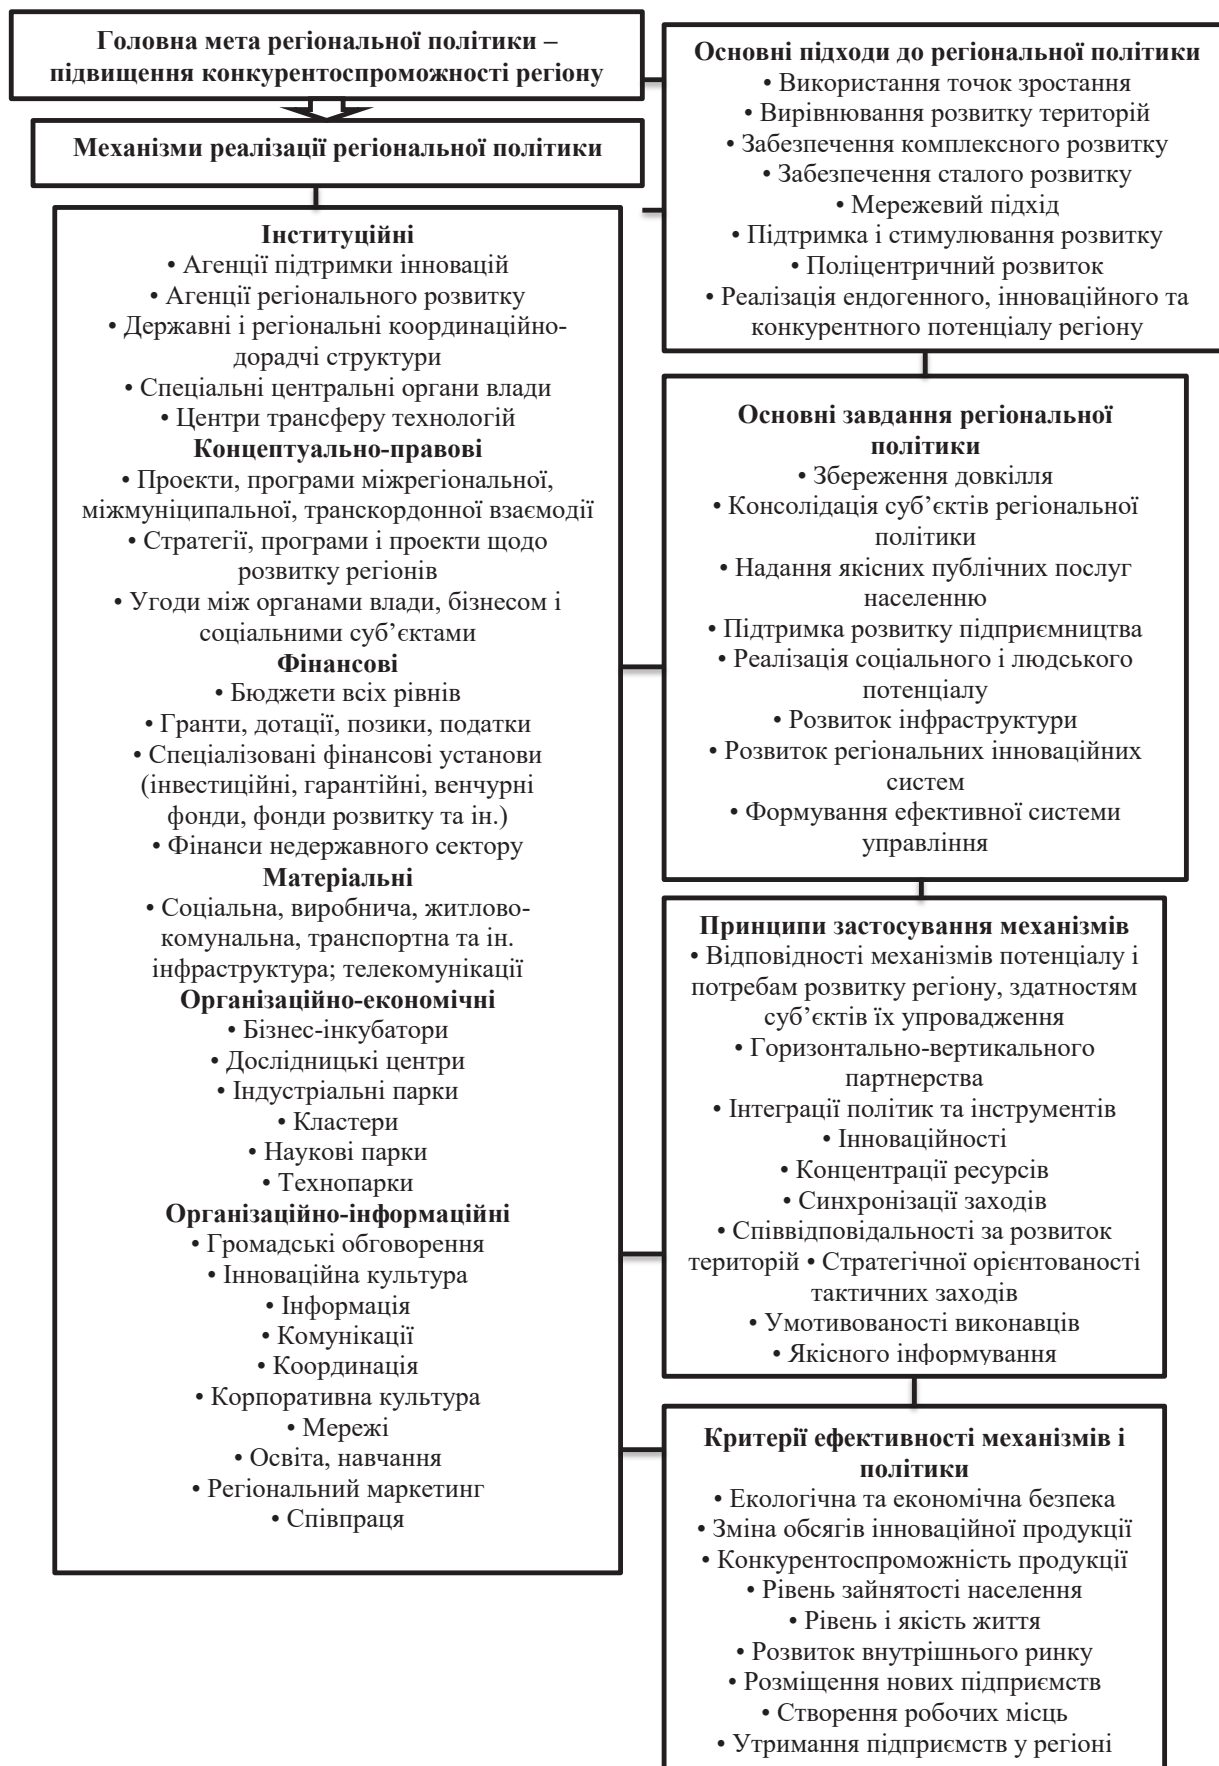 Головна мета регіональної політики –
підвищення конкурентоспроможності регіону
Механізми реалізації регіональної політики
Інституційні
• Агенції підтримки інновацій
• Агенції регіонального розвитку
• Державні і регіональні координаційно-
дорадчі структури
• Спеціальні центральні органи влади
• Центри трансферу технологій
Концептуально-правові
• Проекти, програми міжрегіональної,
міжмуніципальної, транскордонної взаємодії
• Стратегії, програми і проекти щодо
розвитку регіонів
• Угоди між органами влади, бізнесом і
соціальними суб’єктами
Фінансові
• Бюджети всіх рівнів
• Гранти, дотації, позики, податки
• Спеціалізовані фінансові установи
(інвестиційні, гарантійні, венчурні
фонди, фонди розвитку та ін.)
• Фінанси недержавного сектору
Матеріальні
• Соціальна, виробнича, житлово-
комунальна, транспортна та ін.
інфраструктура; телекомунікації
Організаційно-економічні
• Бізнес-інкубатори
• Дослідницькі центри
• Індустріальні парки
• Кластери
• Наукові парки
• Технопарки
Організаційно-інформаційні
• Громадські обговорення
• Інноваційна культура
• Інформація
• Комунікації
• Координація
• Корпоративна культура
• Мережі
• Освіта, навчання
• Регіональний маркетинг
• Співпраця
Основні підходи до регіональної політики
• Використання точок зростання
• Вирівнювання розвитку територій
• Забезпечення комплексного розвитку
• Забезпечення сталого розвитку
• Мережевий підхід
• Підтримка і стимулювання розвитку
• Поліцентричний розвиток
• Реалізація ендогенного, інноваційного та
конкурентного потенціалу регіону
Основні завдання регіональної
політики
• Збереження довкілля
• Консолідація суб’єктів регіональної
політики
• Надання якісних публічних послуг
населенню
• Підтримка розвитку підприємництва
• Реалізація соціального і людського
потенціалу
• Розвиток інфраструктури
• Розвиток регіональних інноваційних
систем
• Формування ефективної системи
управління
Принципи застосування механізмів
• Відповідності механізмів потенціалу і
потребам розвитку регіону, здатностям
суб’єктів їх упровадження
• Горизонтально-вертикального
партнерства
• Інтеграції політик та інструментів
• Інноваційності
• Концентрації ресурсів
• Синхронізації заходів
• Співвідповідальності за розвиток
територій • Стратегічної орієнтованості
тактичних заходів
• Умотивованості виконавців
• Якісного інформування
Критерії ефективності механізмів і
політики
• Екологічна та економічна безпека
• Зміна обсягів інноваційної продукції
• Конкурентоспроможність продукції
• Рівень зайнятості населення
• Рівень і якість життя
• Розвиток внутрішнього ринку
• Розміщення нових підприємств
• Створення робочих місць
• Утримання підприємств у регіоні